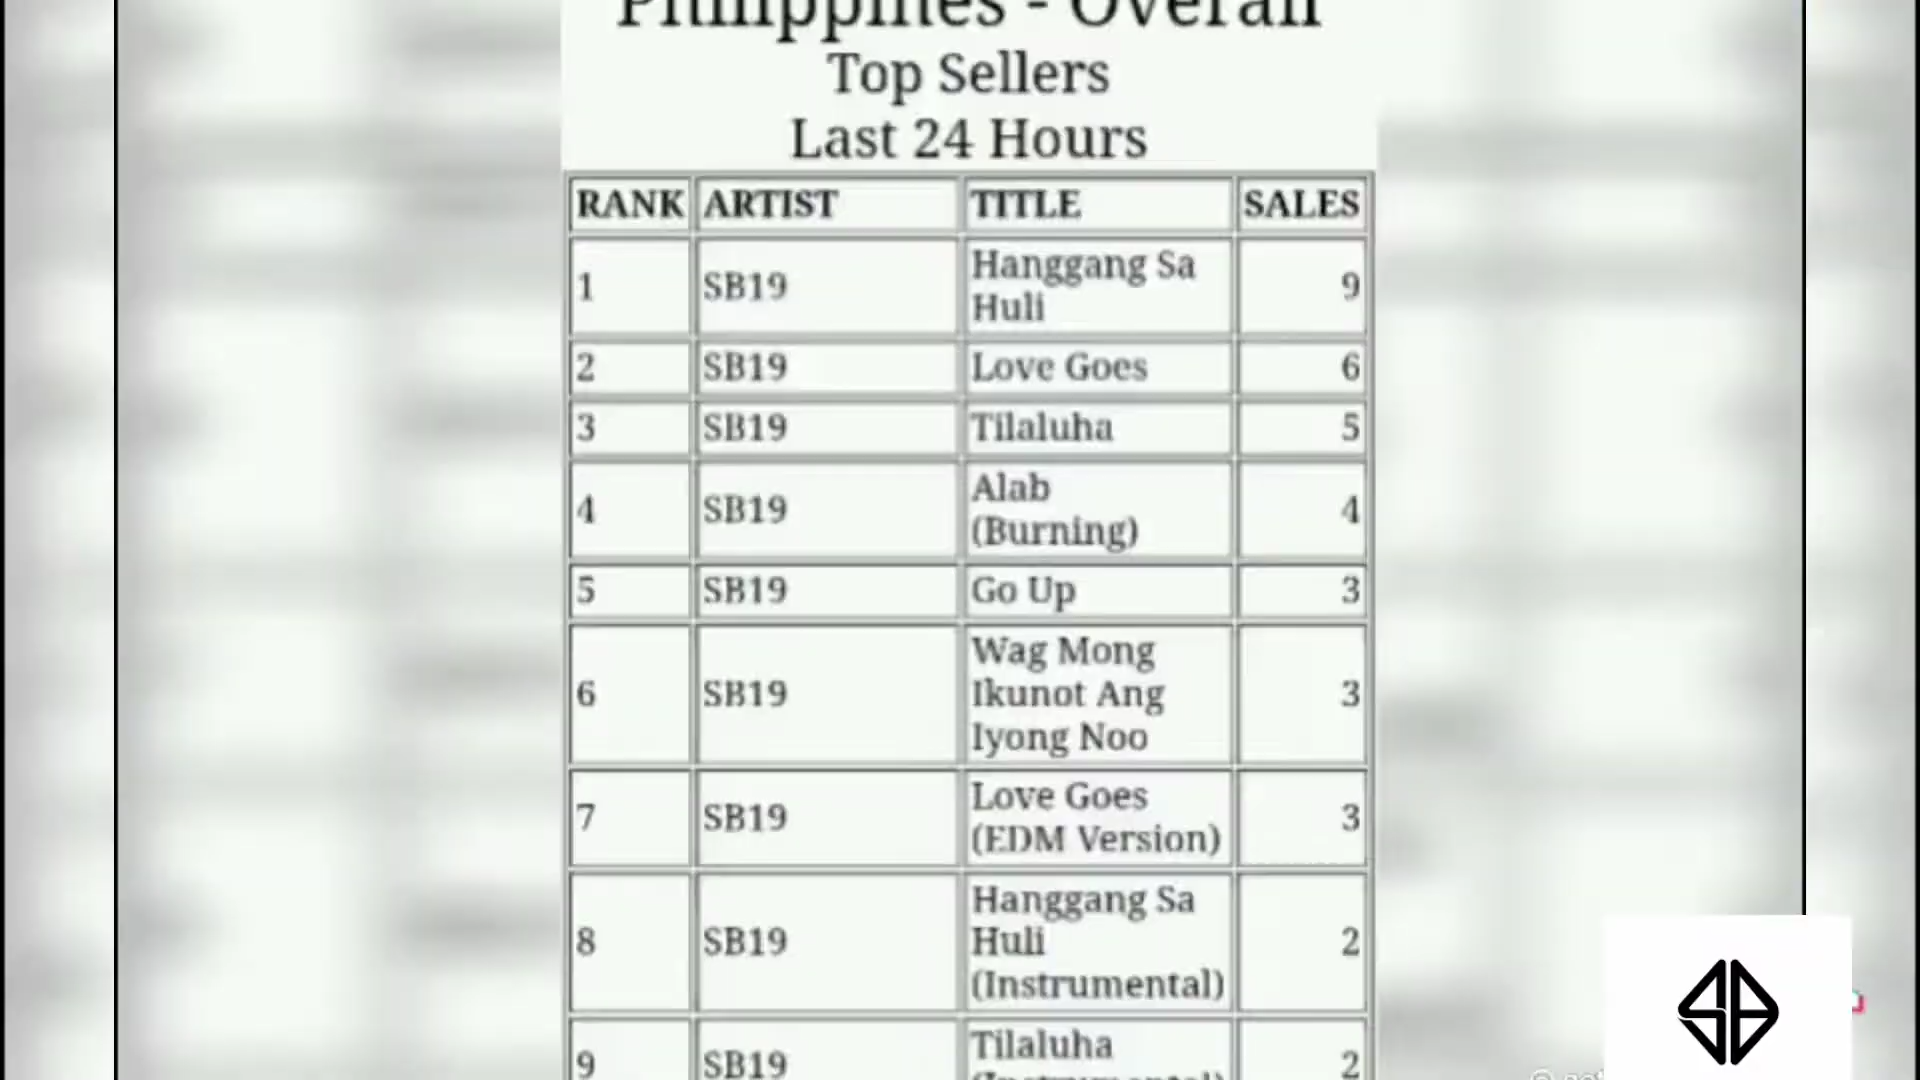 Philippines - Overall
Top Sellers
Last 24 Hours
RANK ARTIST TITLE SALES
1 SB19 Hanggang Sa Huli 9
2 SB19 Love Goes 6
3 SB19 Tilaluha 5
4 SB19 Alab (Burning) 4
5 SB19 Go Up 3
6 SB19 Wag Mong Ikunot Ang Iyong Noo 3
7 SB19 Love Goes (EDM Version) 3
8 SB19 Hanggang Sa Huli (Instrumental) 2
9 SB19 Tilaluha 2